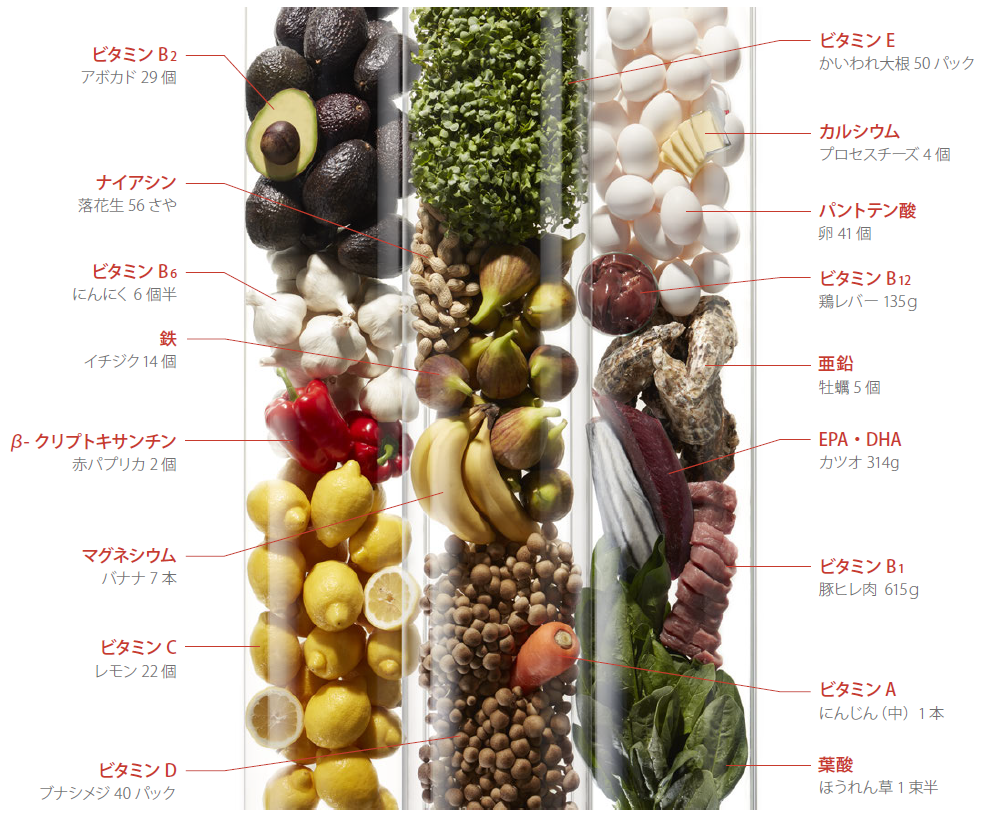 ビタミン B2
アボカド 29 個
ナイアシン
落花生 56 さや
ビタミン B6
にんにく 6 個半
鉄
イチジク 14 個
β- クリプトキサンチン
赤パプリカ 2 個
マグネシウム
バナナ 7 本
ビタミン C
レモン 22 個
ビタミン D
ブナシメジ 40 パック
ビタミン E
かいわれ大根 50 パック
カルシウム
プロセスチーズ 4 個
パントテン酸
卵 41 個
ビタミン B12
鶏レバー 135g
亜鉛
牡蠣 5 個
EPA・DHA
カツオ 314g
ビタミン B1
豚ヒレ肉 615g
ビタミン A
にんじん（中） 1 本
葉酸
ほうれん草 1 束半